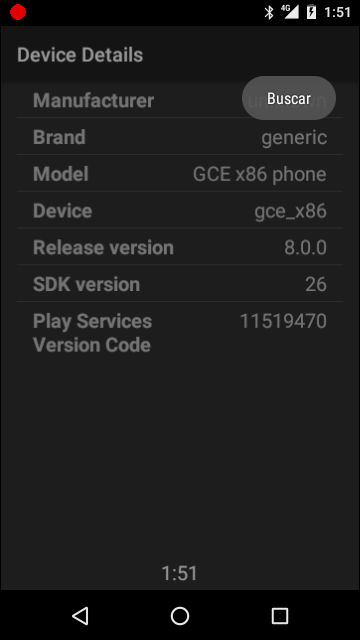 4G 1:51
Device Details
Manufacturer
Buscar
Brand generic
Model GCE x86 phone
Device gce_x86
Release version 8.0.0
SDK version 26
Play Services 11519470
Version Code
1:51